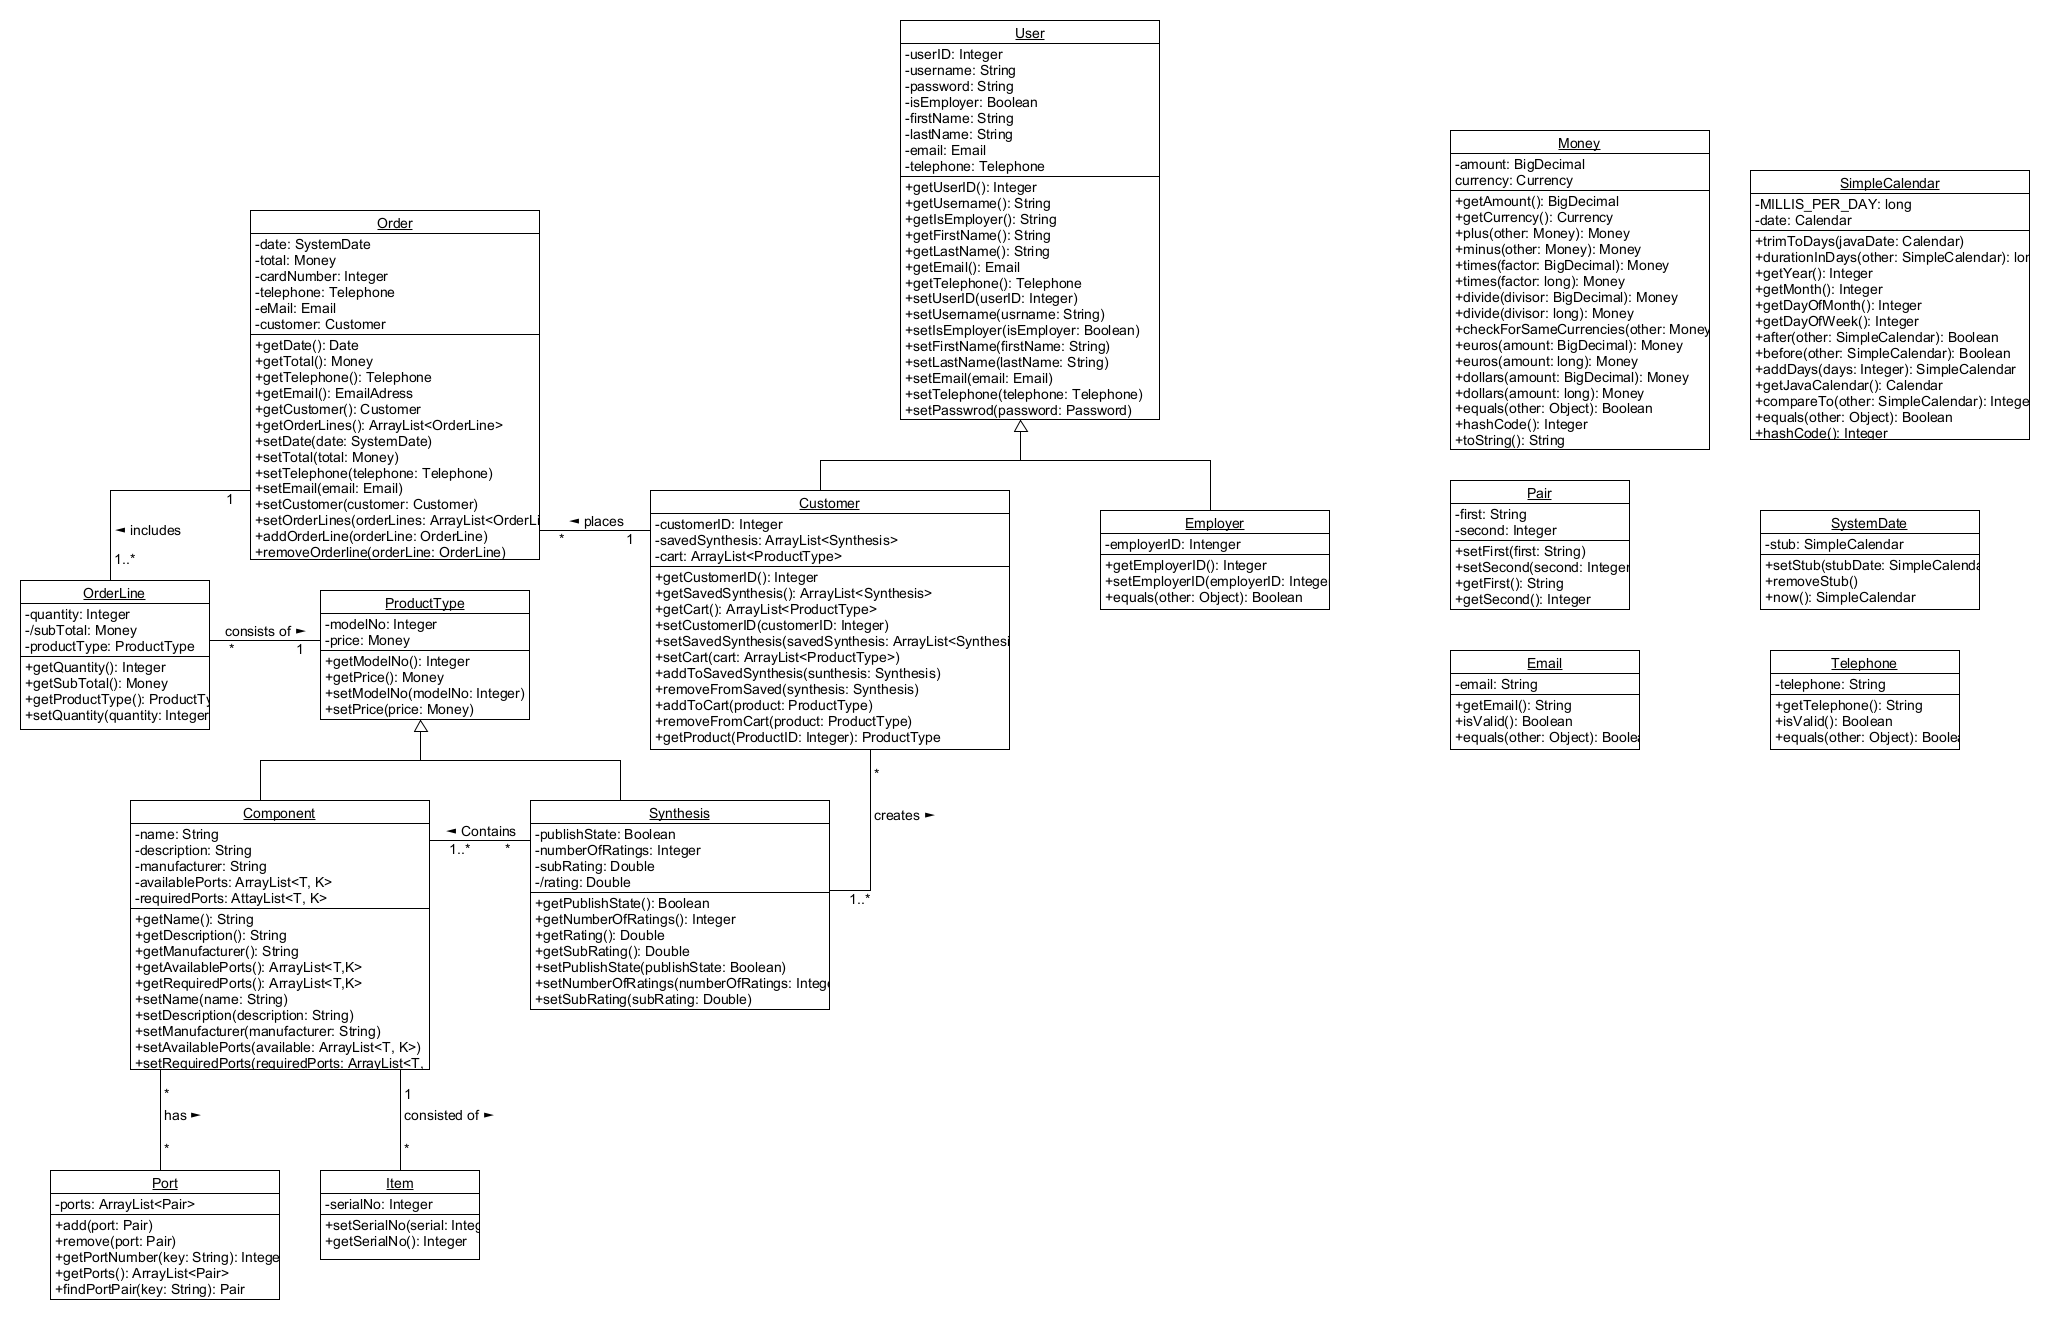 User
-userID: Integer
-username: String
-password: String
-isEmployer: Boolean
-firstName: String
-lastName: String
-email: Email
-telephone: Telephone
+getUserID(): Integer
+getUsername(): String
+getIsEmployer(): String
+getFirstName(): String
+getLastName(): String
+getEmail(): Email
+getTelephone(): Telephone
+setUserID(userID: Integer)
+setUsername(usrname: String)
+setIsEmployer(isEmployer: Boolean)
+setFirstName(firstName: String)
+setLastName(lastName: String)
+setEmail(email: Email)
+setTelephone(telephone: Telephone)
+setPasswrod(password: Password)
Money
-amount: BigDecimal
currency: Currency
+getAmount(): BigDecimal
+getCurrency(): Currency
+plus(other: Money): Money
+minus(other: Money): Money
+times(factor: BigDecimal): Money
+times(factor: long): Money
+divide(divisor: BigDecimal): Money
+divide(divisor: long): Money
+checkForSameCurrencies(other: Money
+euros(amount: BigDecimal): Money
+euros(amount: long): Money
+dollars(amount: BigDecimal): Money
+dollars(amount: long): Money
+equals(other: Object): Boolean
+hashCode(): Integer
+toString(): String
SimpleCalendar
-MILLIS_PER_DAY: long
-date: Calendar
+trimToDays(javaDate: Calendar)
+durationInDays(other: SimpleCalendar): lor
+getYear(): Integer
+getMonth(): Integer
+getDayOfMonth(): Integer
+getDayOfWeek(): Integer
+after(other: SimpleCalendar): Boolean
+before(other: SimpleCalendar): Boolean
+addDays(days: Integer): SimpleCalendar
+getJavaCalendar(): Calendar
+compareTo(other: SimpleCalendar): Intege
+equals(other: Object): Boolean
+hashCode(): Integer
Order
-date: SystemDate
-total: Money
-cardNumber: Integer
-telephone: Telephone
-eMail: Email
-customer: Customer
+getDate(): Date
+getTotal(): Money
+getTelephone(): Telephone
+getEmail(): EmailAdress
+getCustomer(): Customer
+getOrderLines(): ArrayList<OrderLine>
+setDate(date: SystemDate)
+setTotal(total: Money)
+setTelephone(telephone: Telephone)
+setEmail(email: Email)
+setCustomer(customer: Customer)
+setOrderLines(orderLines: ArrayList<OrderLi
+addOrderLine(orderLine: OrderLine)
+removeOrderline(orderLine: OrderLine)
1
◄ includes
1..*
◄ places
*
1
Customer
-customerID: Integer
-savedSynthesis: ArrayList<Synthesis>
-cart: ArrayList<ProductType>
+getCustomerID(): Integer
+getSavedSynthesis(): ArrayList<Synthesis>
+getCart(): ArrayList<ProductType>
+setCustomerID(customerID: Integer)
+setSavedSynthesis(savedSynthesis: ArrayList<Synthesi
+setCart(cart: ArrayList<ProductType>)
+addToSavedSynthesis(sunthesis: Synthesis)
+removeFromSaved(synthesis: Synthesis)
+addToCart(product: ProductType)
+removeFromCart(product: ProductType)
+getProduct(ProductID: Integer): ProductType
Employer
-employerID: Intenger
+getEmployerID(): Integer
+setEmployerID(employerID: Intege
+equals(other: Object): Boolean
Pair
-first: String
-second: Integer
+setFirst(first: String)
+setSecond(second: Integer
+getFirst(): String
+getSecond(): Integer
SystemDate
-stub: SimpleCalendar
+setStub(stubDate: SimpleCalenda
+removeStub()
+now(): SimpleCalendar
OrderLine
-quantity: Integer
-/subTotal: Money
-productType: ProductType
+getQuantity(): Integer
+getSubTotal(): Money
+getProductType(): ProductTy
+setQuantity(quantity: Integer
consists of ►
*
1
ProductType
-modelNo: Integer
-price: Money
+getModelNo(): Integer
+getPrice(): Money
+setModelNo(modelNo: Integer)
+setPrice(price: Money)
Email
-email: String
+getEmail(): String
+isValid(): Boolean
+equals(other: Object): Boolea
Telephone
-telephone: String
+getTelephone(): String
+isValid(): Boolean
+equals(other: Object): Boolea
*
creates ►
1..*
Component
-name: String
-description: String
-manufacturer: String
-availablePorts: ArrayList<T, K>
-requiredPorts: AttayList<T, K>
+getName(): String
+getDescription(): String
+getManufacturer(): String
+getAvailablePorts(): ArrayList<T,K>
+getRequiredPorts(): ArrayList<T,K>
+setName(name: String)
+setDescription(description: String)
+setManufacturer(manufacturer: String)
+setAvailablePorts(available: ArrayList<T, K>)
+setRequiredPorts(requiredPorts: ArrayList<T,
◄ Contains
1..*
*
Synthesis
-publishState: Boolean
-numberOfRatings: Integer
-subRating: Double
-/rating: Double
+getPublishState(): Boolean
+getNumberOfRatings(): Integer
+getRating(): Double
+getSubRating(): Double
+setPublishState(publishState: Boolean)
+setNumberOfRatings(numberOfRatings: Intege
+setSubRating(subRating: Double)
*
has ►
*
1
consisted of ►
*
Port
-ports: ArrayList<Pair>
+add(port: Pair)
+remove(port: Pair)
+getPortNumber(key: String): Intege
+getPorts(): ArrayList<Pair>
+findPortPair(key: String): Pair
Item
-serialNo: Integer
+setSerialNo(serial: Integ
+getSerialNo(): Integer